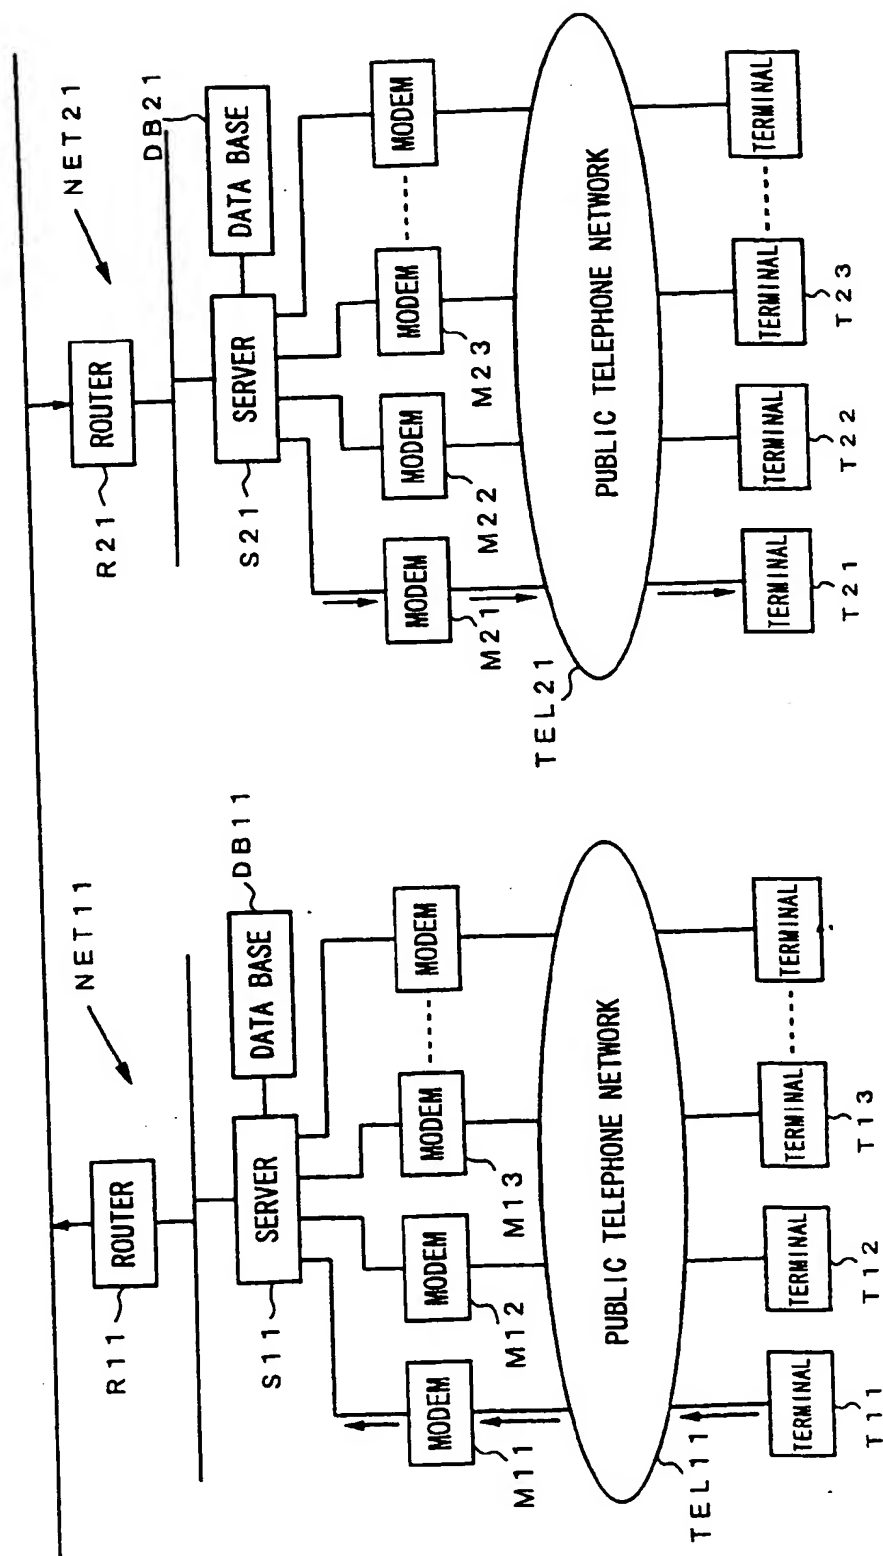 NET11
NET21
R11
ROUTER
R21
ROUTER
DB11
DB21
S11
SERVER
DATA BASE
S21
SERVER
DATA BASE
MODEM
MODEM
MODEM
MODEM
MODEM
MODEM
MODEM
MODEM
M11
M12
M13
M21
M22
M23
TEL11
PUBLIC TELEPHONE NETWORK
TEL21
PUBLIC TELEPHONE NETWORK
TERMINAL
TERMINAL
TERMINAL
TERMINAL
TERMINAL
TERMINAL
TERMINAL
TERMINAL
T11
T12
T13
T21
T22
T23